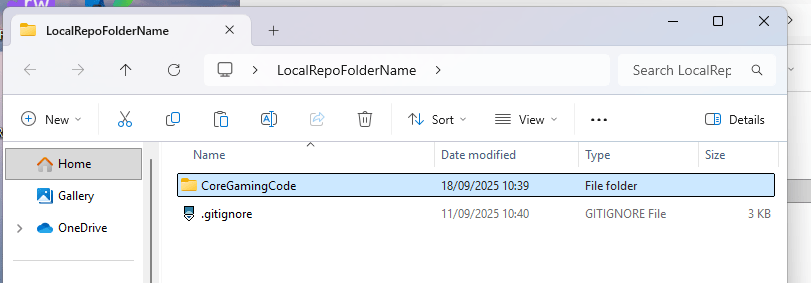 rw
LocalRepoFolderName
LocalRepoFolderName
Search LocalRep
New
Sort
View
Details
Name
Date modified
Type
Size
Home
CoreGamingCode
18/09/2025 10:39
File folder
Gallery
.gitignore
11/09/2025 10:40
GITIGNORE File
3 KB
OneDrive